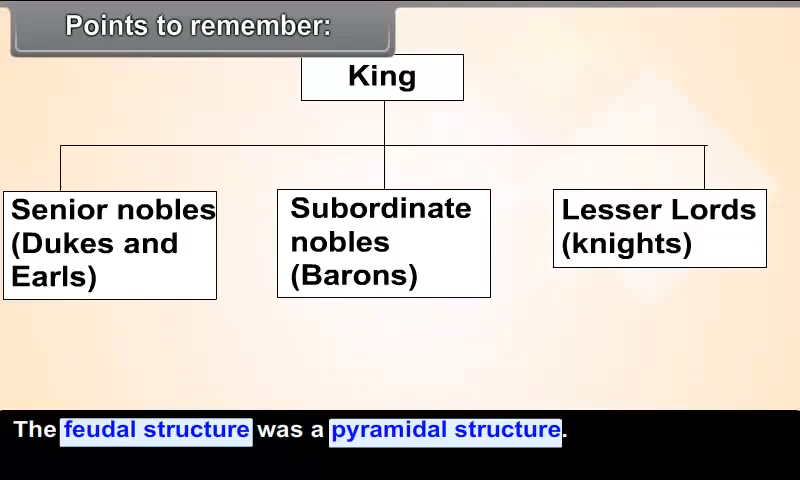 Points to remember:
King
Senior nobles
(Dukes and
Earls)
Subordinate
nobles
(Barons)
Lesser Lords
(knights)
The feudal structure was a pyramidal structure.